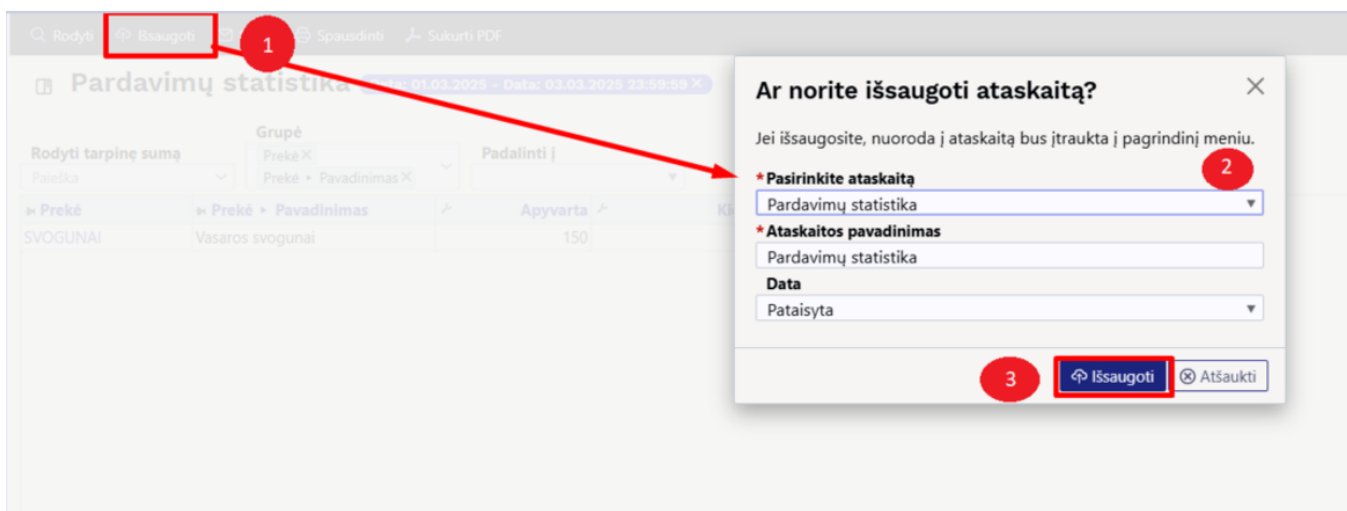 Rodyti Išsaugoti Spausdinti Sukurti PDF
1
Pardavimų statistika Data: 01.03.2025 - Data: 03.03.2025 23:59:59 ×
Rodyti tarpinę sumą
Paieška
Grupė
Prekė ×
Prekė ▸ Pavadinimas ×
Padalinti į
Prekė Prekė ▸ Pavadinimas Apyvarta
SVOGUNAI Vasaros svogunai 150
Ar norite išsaugoti ataskaitą?
Jei išsaugosite, nuoroda į ataskaitą bus įtraukta į pagrindinį meniu.
2
*Pasirinkite ataskaitą
Pardavimų statistika
*Ataskaitos pavadinimas
Pardavimų statistika
Data
Pataisyta
3
Išsaugoti Atšaukti